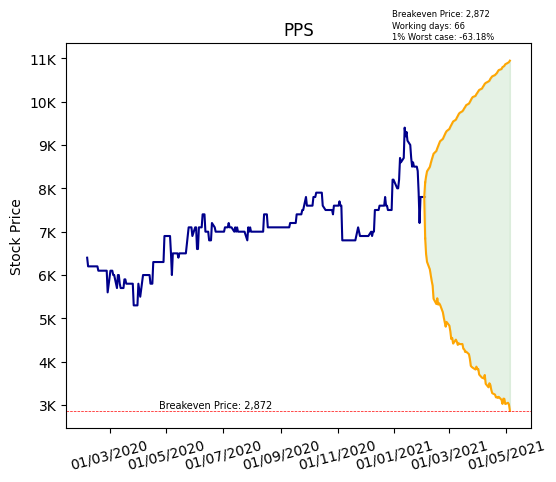 Breakeven Price: 2,872
Working days: 66
1% Worst case: -63.18%
PPS
11K
10K
9K
8K
7K
6K
5K
4K
3K
Stock Price
Breakeven Price: 2,872
01/03/2020
01/05/2020
01/07/2020
01/09/2020
01/11/2020
01/01/2021
01/03/2021
01/05/2021